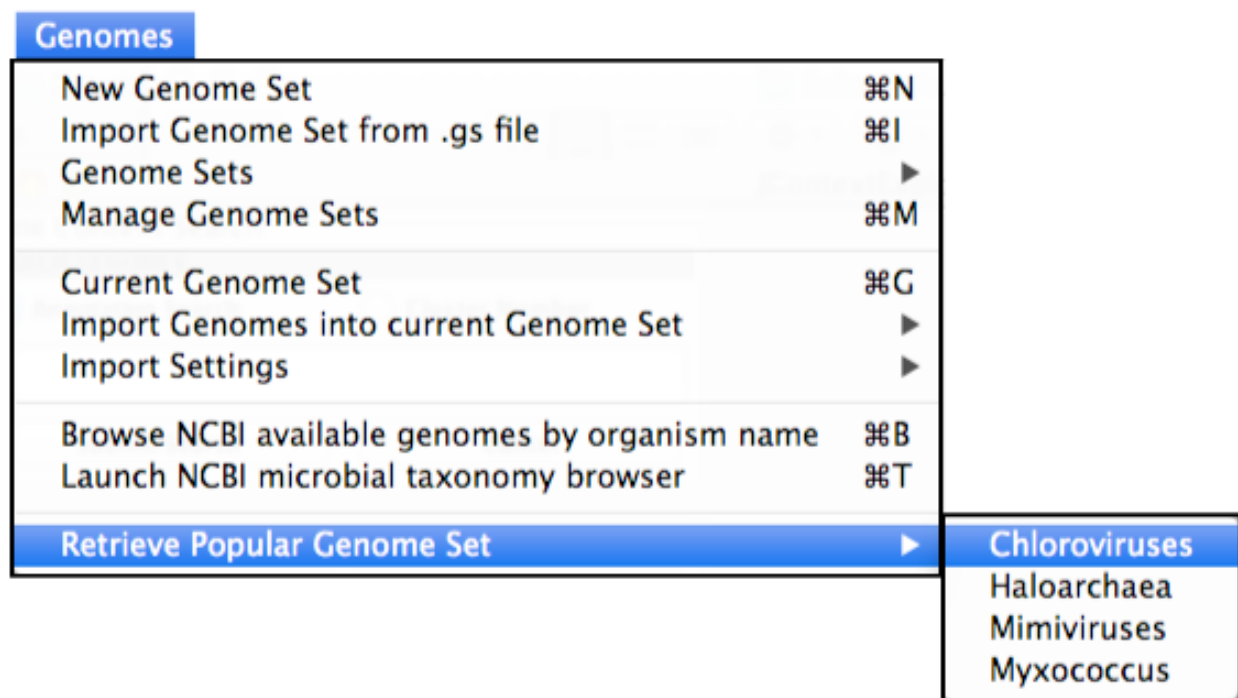 Genomes
New Genome Set ⌘N
Import Genome Set from .gs file ⌘I
Genome Sets ▶
Manage Genome Sets ⌘M
Current Genome Set ⌘G
Import Genomes into current Genome Set ▶
Import Settings ▶
Browse NCBI available genomes by organism name ⌘B
Launch NCBI microbial taxonomy browser ⌘T
Retrieve Popular Genome Set ▶
Chloroviruses
Haloarchaea
Mimiviruses
Myxococcus